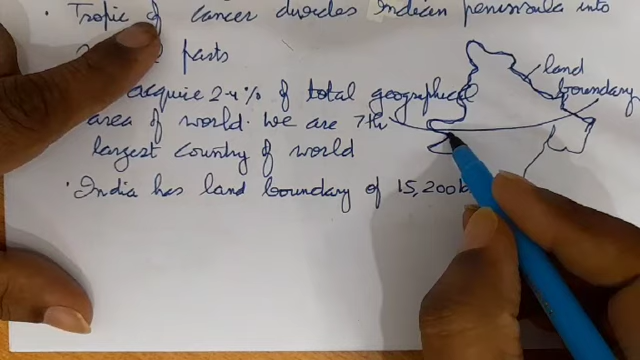 · Tropic of cancer divides Indian peninsula into
parts
acquire 2.4% of total geographical
area of world. We are 7th
largest country of world
· India has land boundary of 15,200
land
boundary